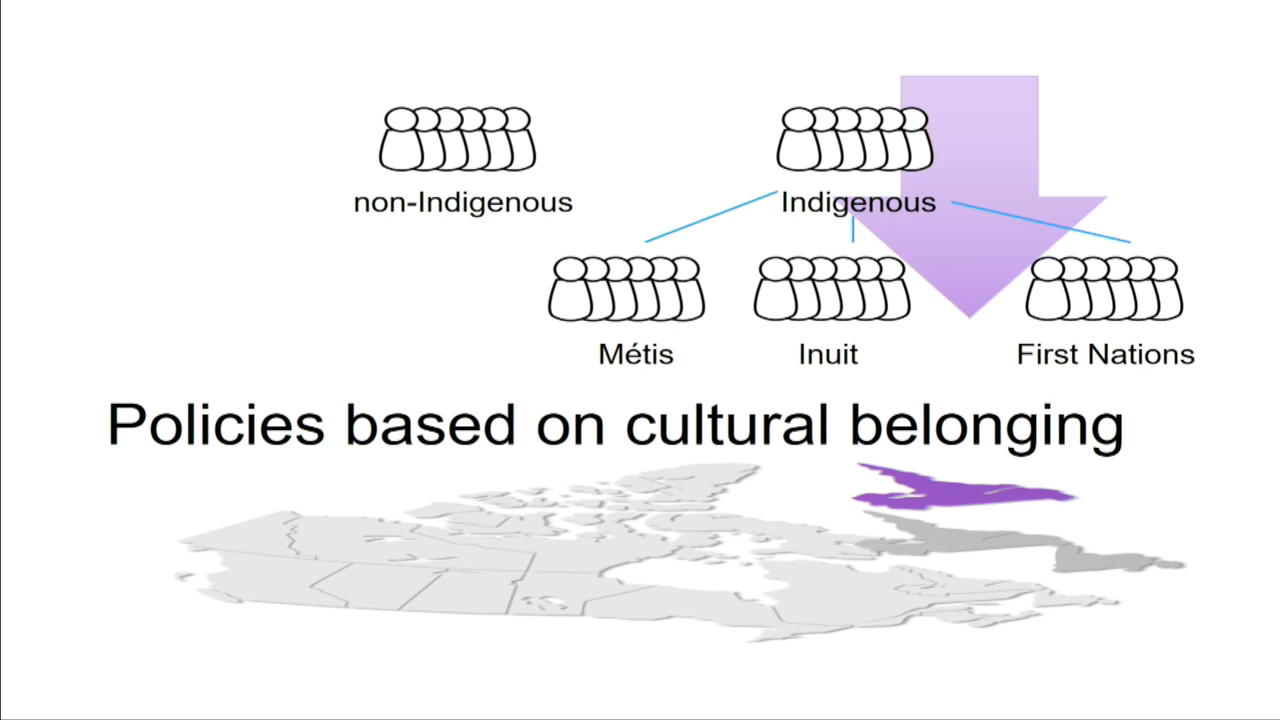 non-Indigenous
Indigenous
Métis
Inuit
First Nations
Policies based on cultural belonging